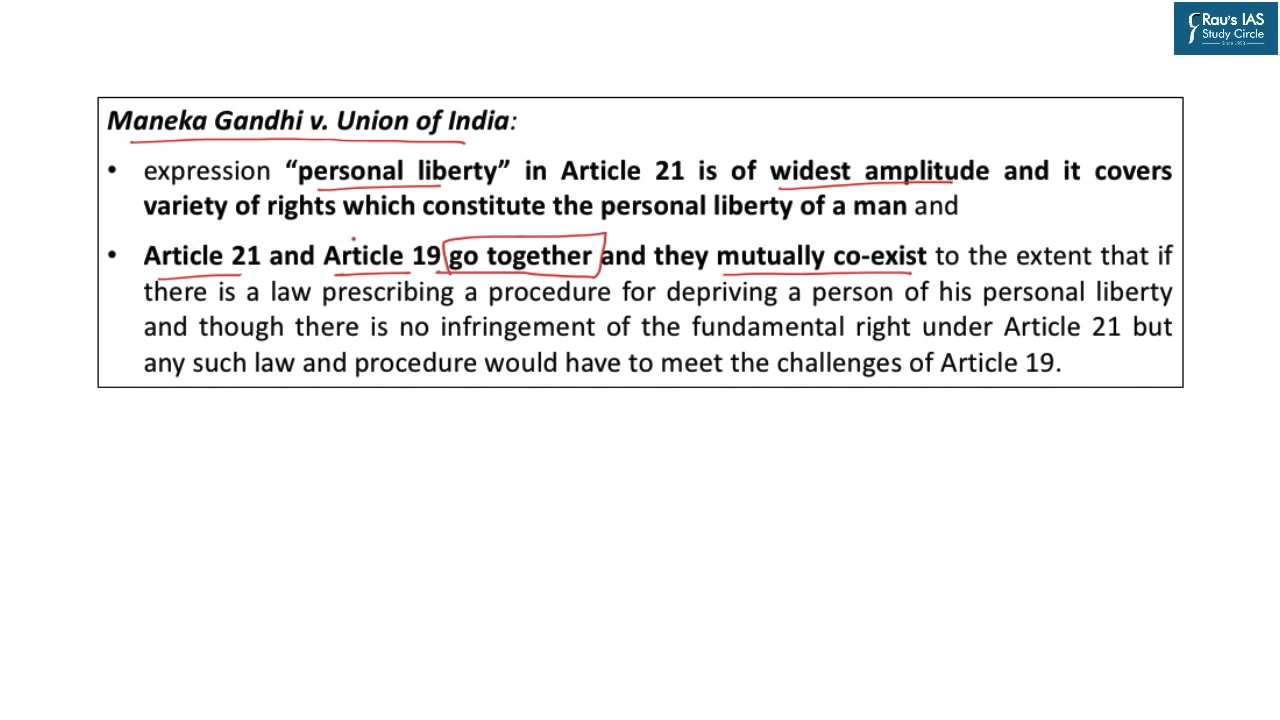 Rau's IAS
Study Circle
Since 1953
Maneka Gandhi v. Union of India:
• expression “personal liberty” in Article 21 is of widest amplitude and it covers
variety of rights which constitute the personal liberty of a man and
• Article 21 and Article 19 go together and they mutually co-exist to the extent that if
there is a law prescribing a procedure for depriving a person of his personal liberty
and though there is no infringement of the fundamental right under Article 21 but
any such law and procedure would have to meet the challenges of Article 19.